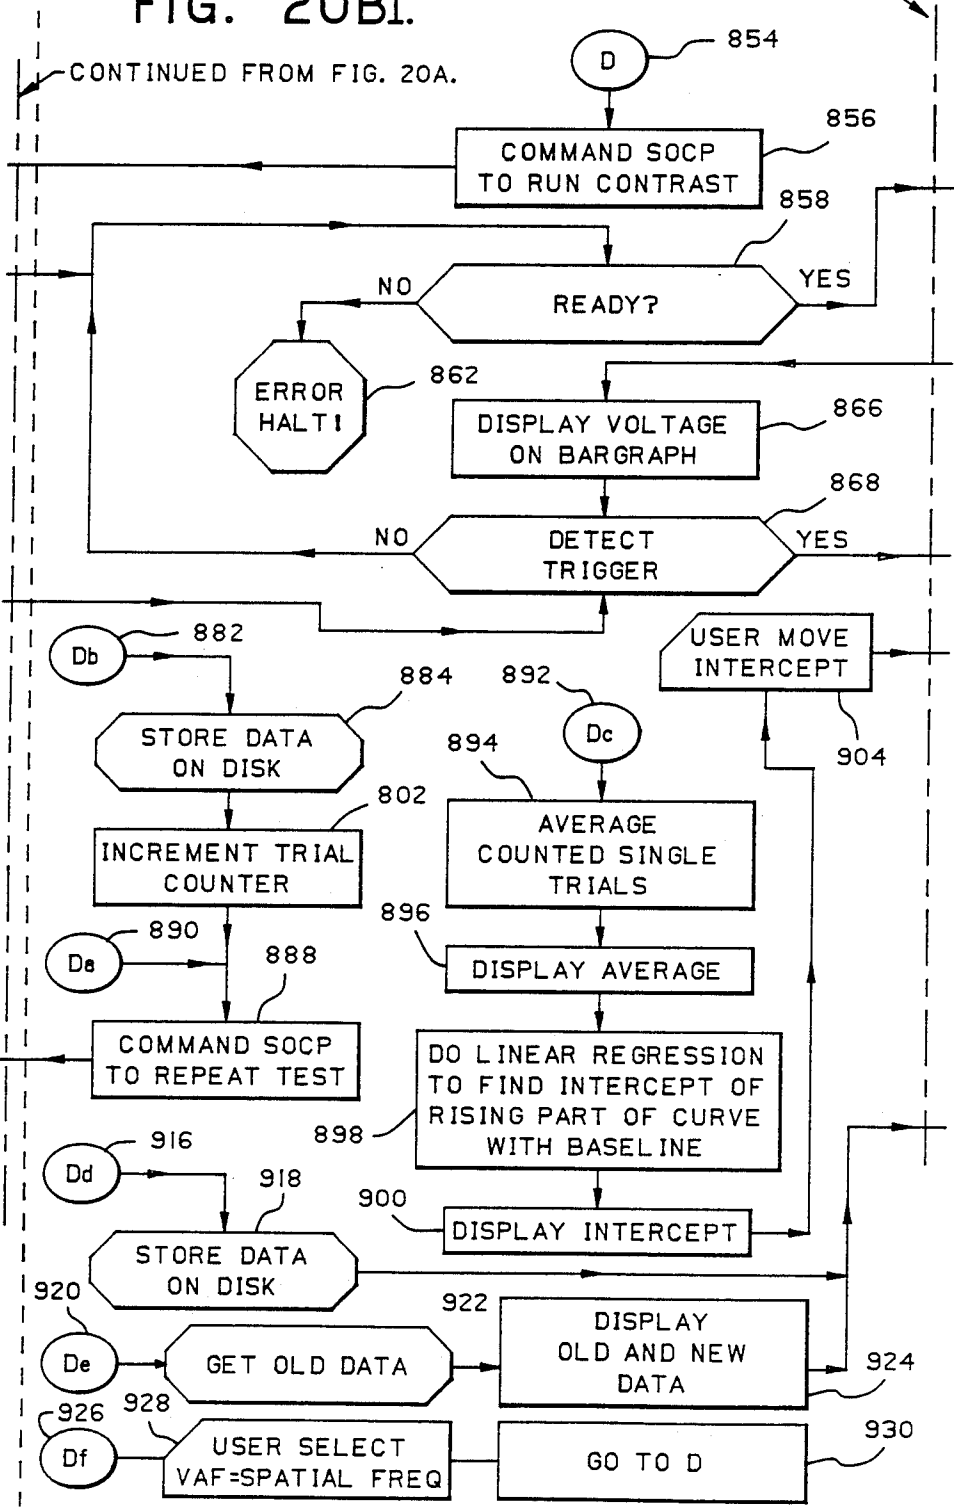 FIG. 20B1.
CONTINUED FROM FIG. 20A.
D
854
COMMAND SOCP
TO RUN CONTRAST
856
858
READY?
NO
YES
ERROR
HALT!
862
DISPLAY VOLTAGE
ON BARGRAPH
866
868
DETECT
TRIGGER
NO
YES
Db
882
USER MOVE
INTERCEPT
904
884
STORE DATA
ON DISK
892
Dc
894
802
INCREMENT TRIAL
COUNTER
AVERAGE
COUNTED SINGLE
TRIALS
890
Da
896
DISPLAY AVERAGE
888
COMMAND SOCP
TO REPEAT TEST
DO LINEAR REGRESSION
TO FIND INTERCEPT OF
RISING PART OF CURVE
WITH BASELINE
898
916
Dd
918
900
DISPLAY INTERCEPT
STORE DATA
ON DISK
920
De
GET OLD DATA
922
DISPLAY
OLD AND NEW
DATA
924
926
Df
928
USER SELECT
VAF=SPATIAL FREQ
GO TO D
930